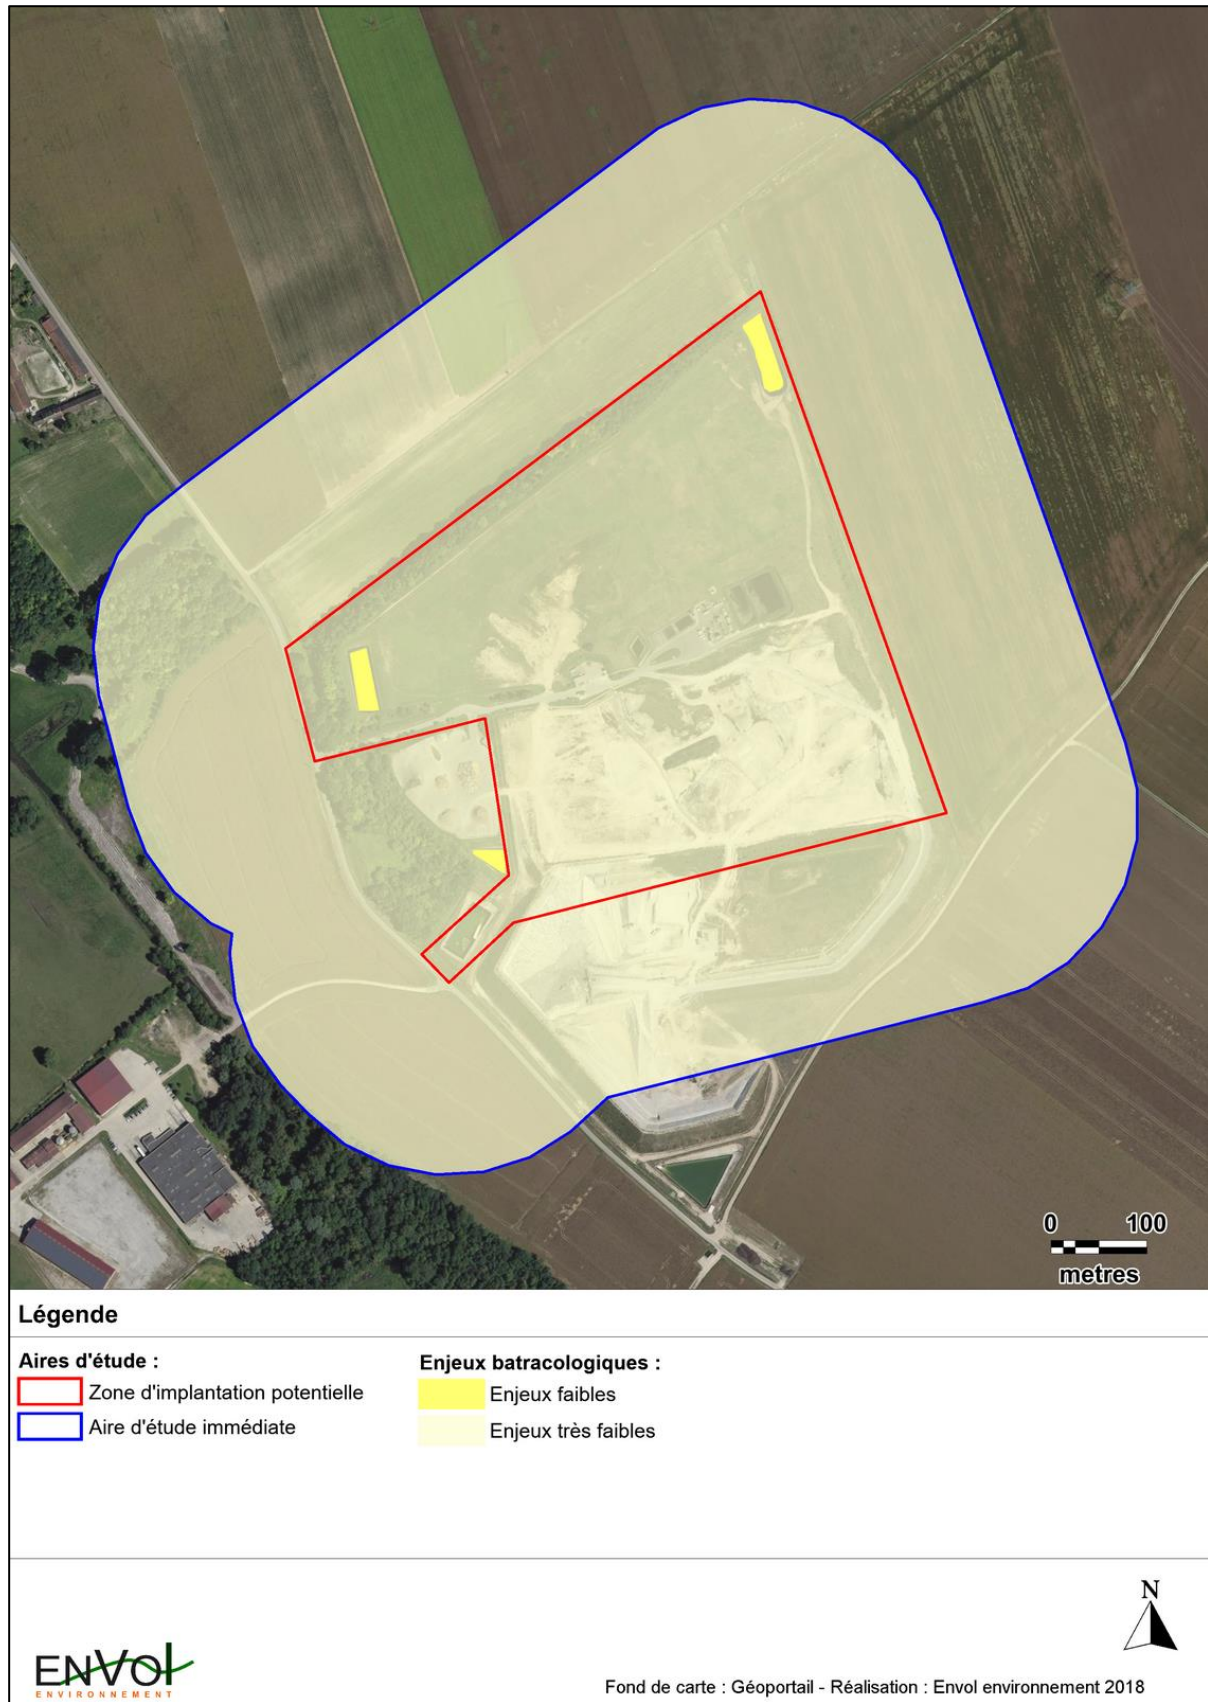 0 100
metres
Légende
Aires d'étude :
Zone d'implantation potentielle
Aire d'étude immédiate
Enjeux batracologiques :
Enjeux faibles
Enjeux très faibles
N
ENVOl
ENVIRONNEMENT
Fond de carte : Géoportail - Réalisation : Envol environnement 2018